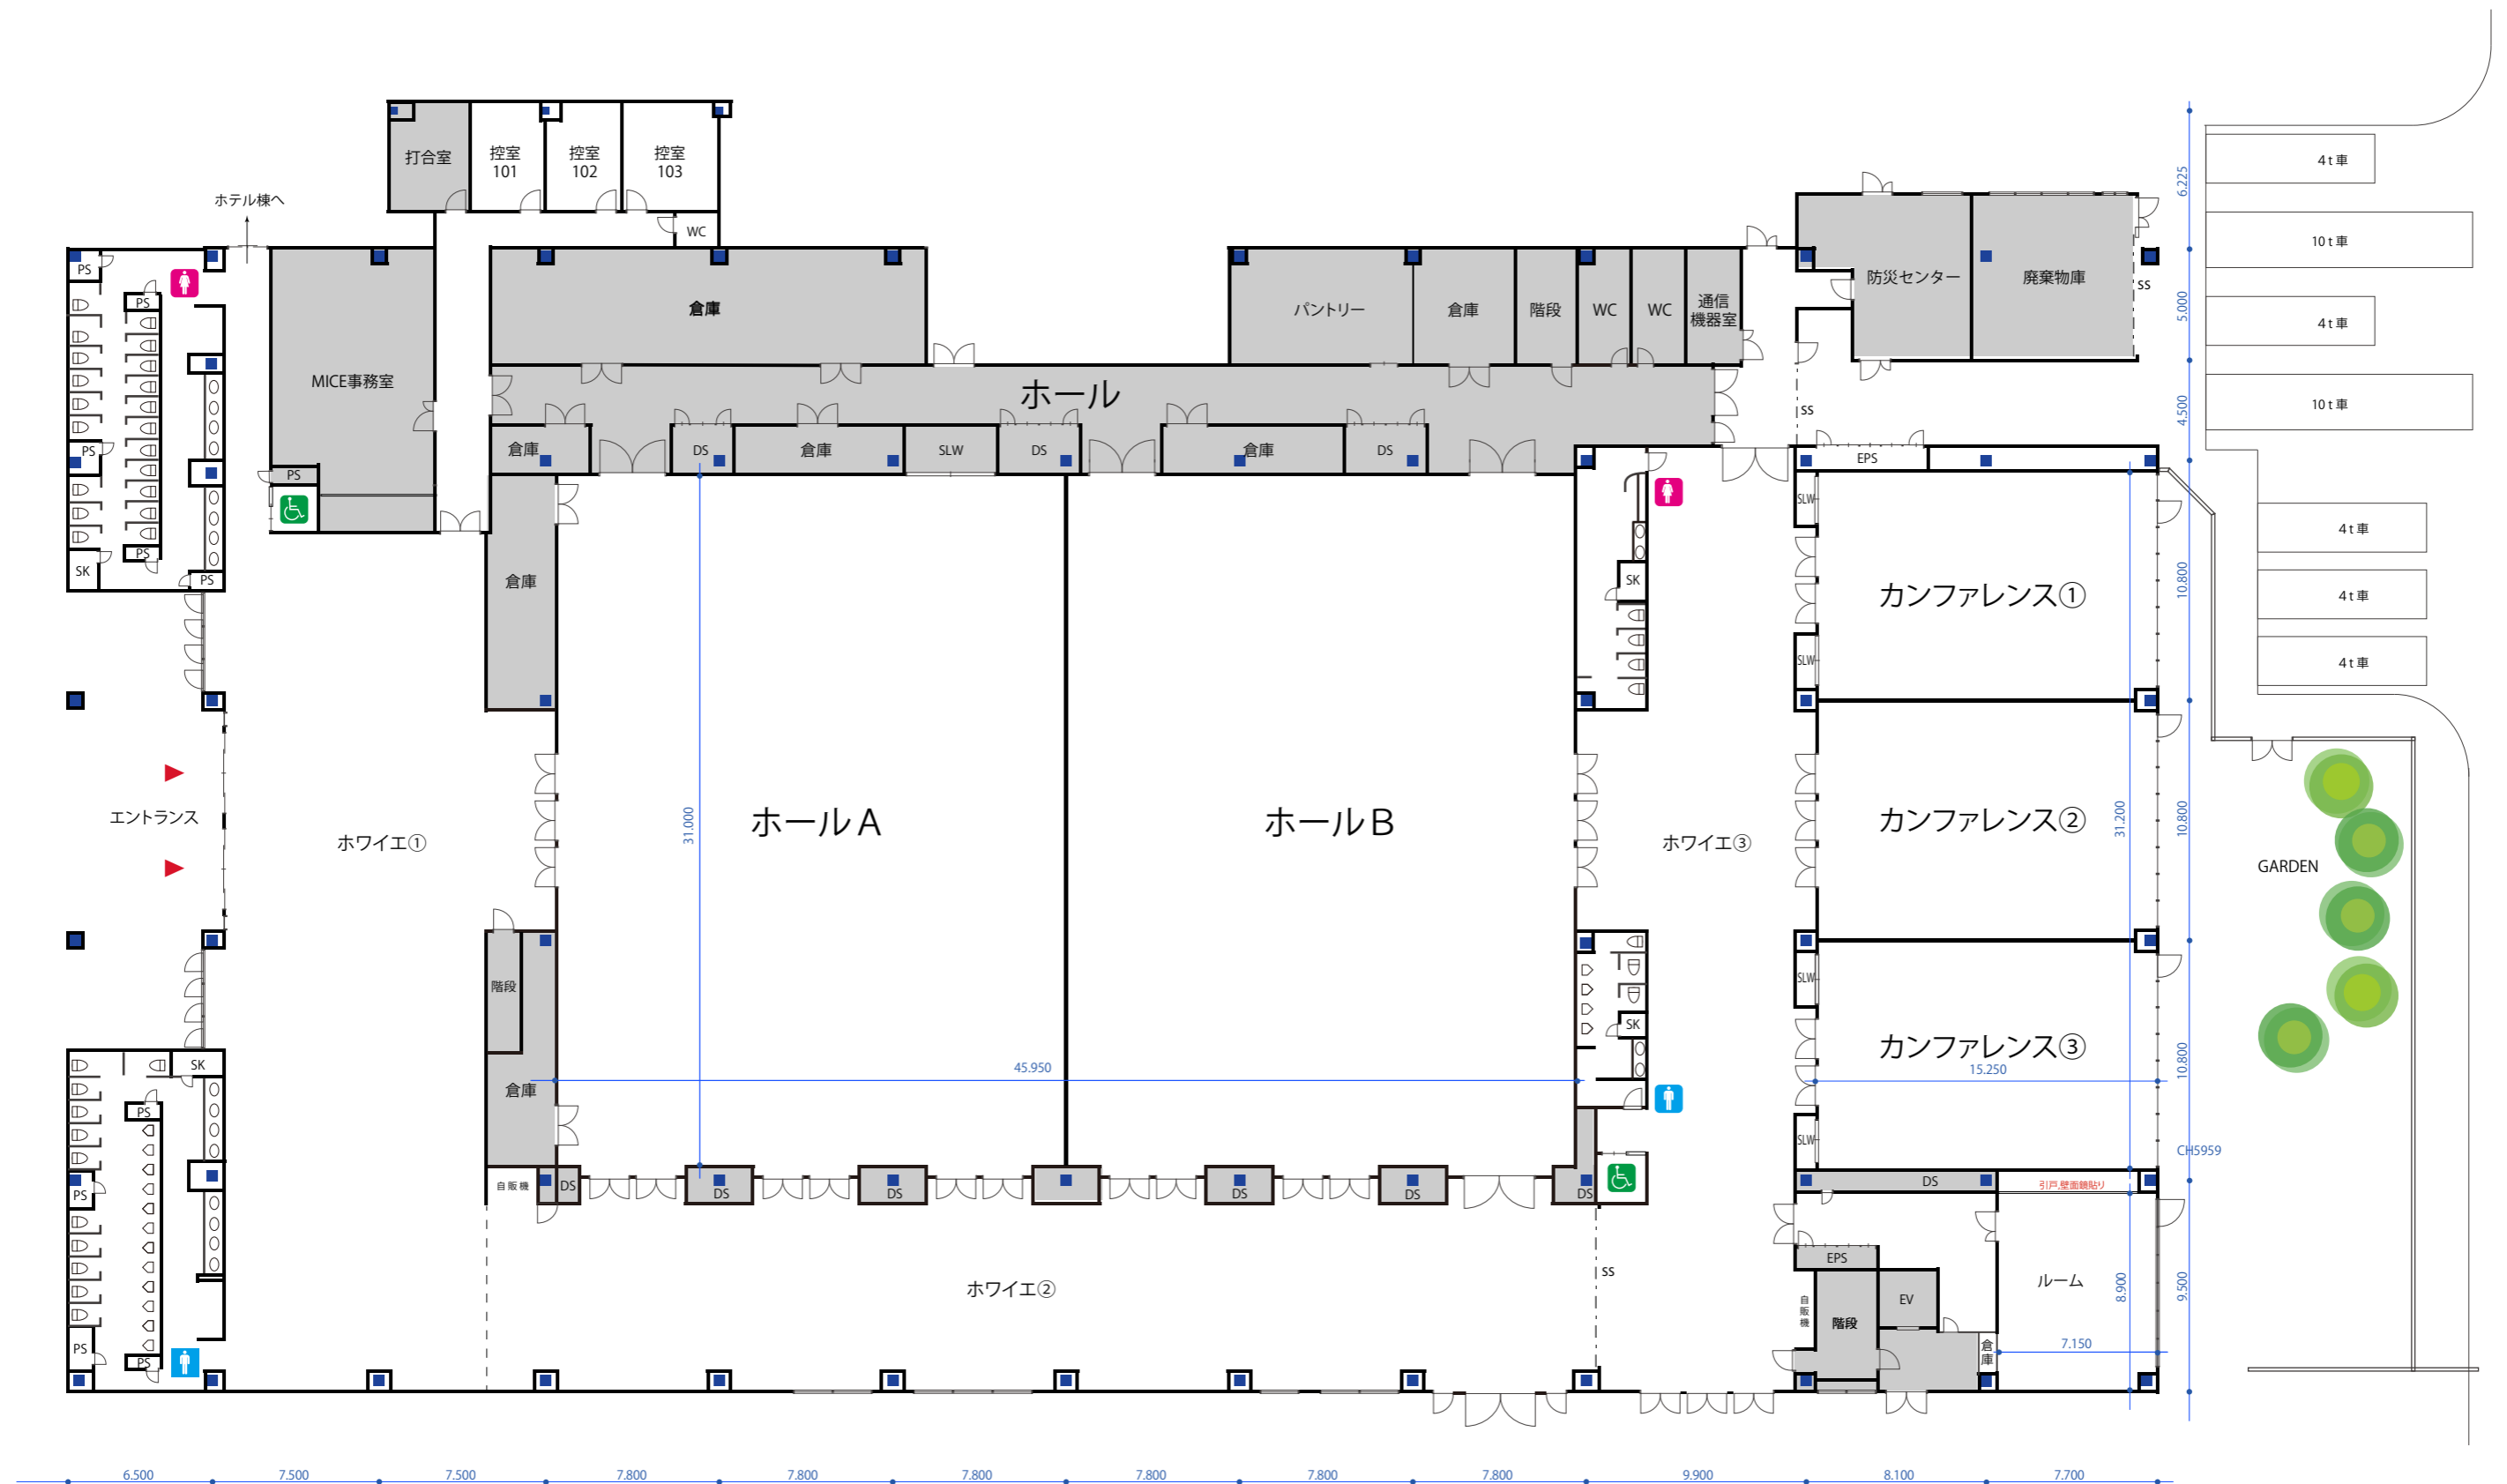 打合室
控室
101
控室
102
控室
103
WC
ホテル棟へ
4t車
10t車
4t車
10t車
4t車
4t車
4t車
6.225
5.000
4.500
10.800
10.800
10.800
9.500
PS
PS
PS
PS
PS
PS
SK
MICE事務室
倉庫
パントリー
倉庫
階段
WC
WC
通信
機器室
防災センター
廃棄物庫
SS
SS
ホール
倉庫
DS
倉庫
SLW
DS
倉庫
DS
EPS
SLW
SLW
倉庫
SK
カンファレンス①
エントランス
ホワイエ①
31.000
ホールA
ホールB
ホワイエ③
カンファレンス②
31.200
GARDEN
階段
倉庫
45.950
SK
SLW
カンファレンス③
15.250
SLW
CH5959
SK
PS
PS
PS
PS
自販機
DS
DS
DS
DS
DS
DS
DS
引戸,壁面鏡貼り
ホワイエ②
SS
EPS
自販機
階段
EV
倉庫
ルーム
8.900
7.150
6.500
7.500
7.500
7.800
7.800
7.800
7.800
7.800
7.800
9.900
8.100
7.700